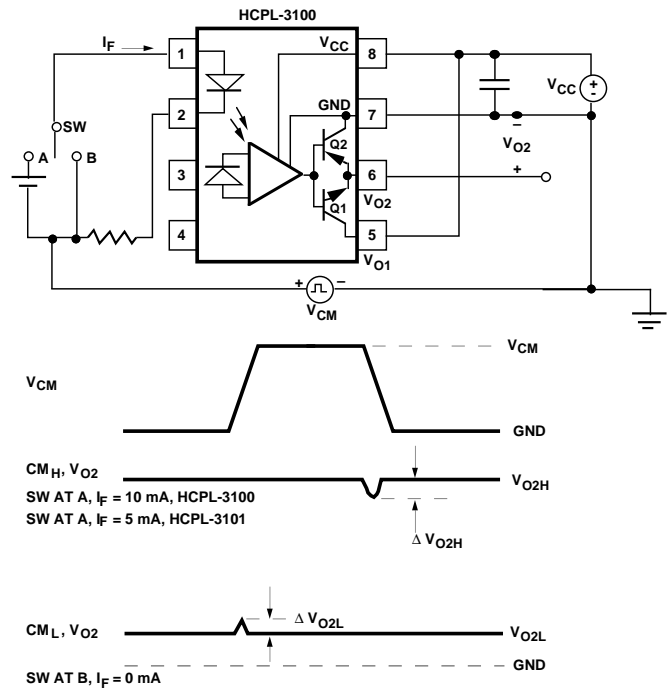 HCPL-3100
I_F
1
V_CC
8
2
GND
7
V_CC
+
-
SW
A
B
Q2
–
V_O2
3
6
V_O2
+
Q1
4
5
V_O1
+
–
V_CM
V_CM
V_CM
GND
CM_H, V_O2
V_O2H
SW AT A, I_F = 10 mA, HCPL-3100
SW AT A, I_F = 5 mA, HCPL-3101
Δ V_O2H
Δ V_O2L
CM_L, V_O2
V_O2L
GND
SW AT B, I_F = 0 mA